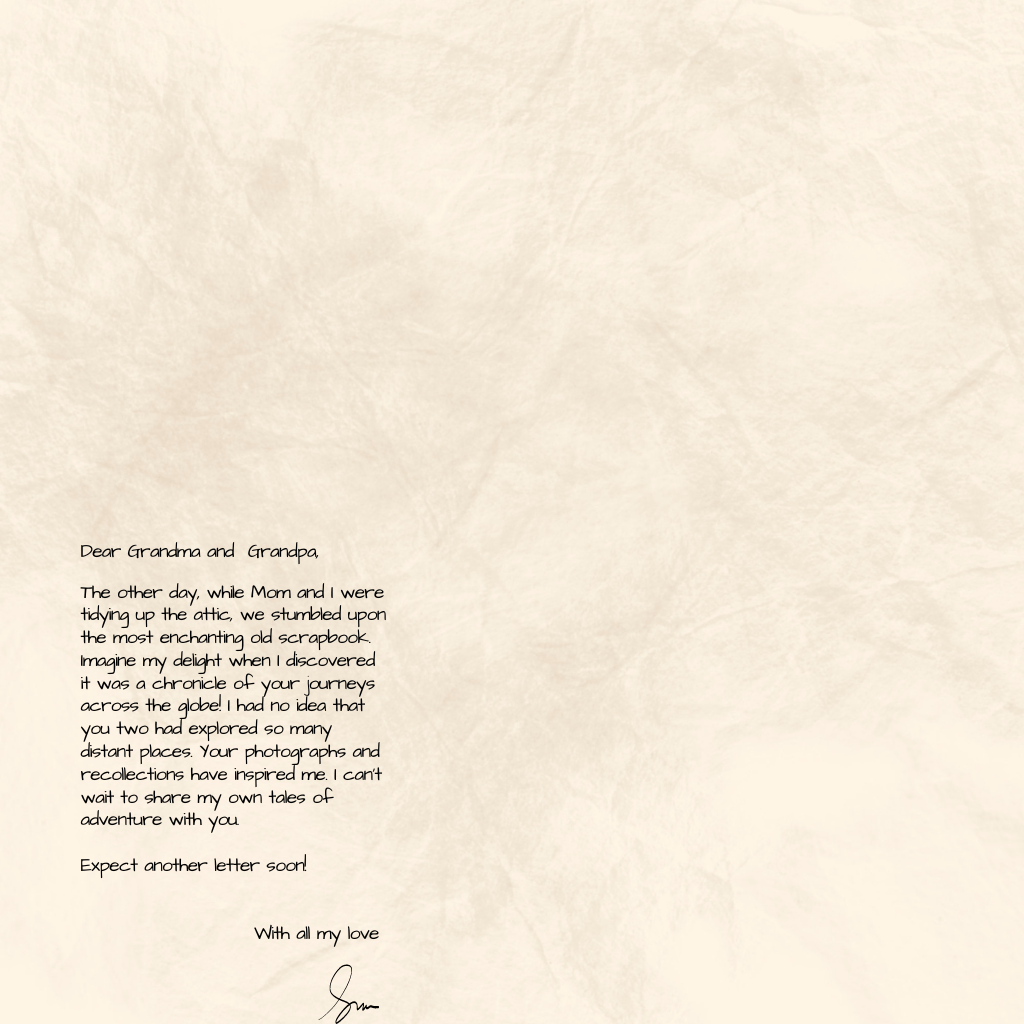 Dear Grandma and Grandpa,
The other day, while Mom and I were
tidying up the attic, we stumbled upon
the most enchanting old scrapbook.
Imagine my delight when I discovered
it was a chronicle of your journeys
across the globe! I had no idea that
you two had explored so many
distant places. Your photographs and
recollections have inspired me. I can't
wait to share my own tales of
adventure with you.
Expect another letter soon!
With all my love